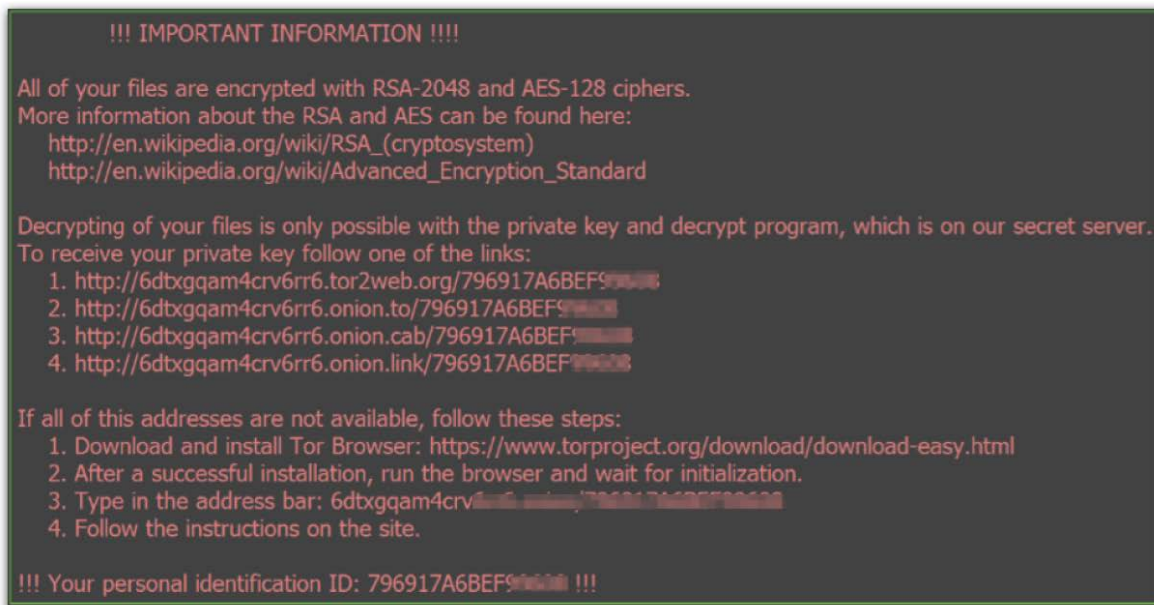 !!! IMPORTANT INFORMATION !!!!
All of your files are encrypted with RSA-2048 and AES-128 ciphers.
More information about the RSA and AES can be found here:
http://en.wikipedia.org/wiki/RSA_(cryptosystem)
http://en.wikipedia.org/wiki/Advanced_Encryption_Standard
Decrypting of your files is only possible with the private key and decrypt program, which is on our secret server.
To receive your private key follow one of the links:
1. http://6dtxgqam4crv6rr6.tor2web.org/796917A6BEF
2. http://6dtxgqam4crv6rr6.onion.to/796917A6BEF
3. http://6dtxgqam4crv6rr6.onion.cab/796917A6BEF
4. http://6dtxgqam4crv6rr6.onion.link/796917A6BEF
If all of this addresses are not available, follow these steps:
1. Download and install Tor Browser: https://www.torproject.org/download/download-easy.html
2. After a successful installation, run the browser and wait for initialization.
3. Type in the address bar: 6dtxgqam4crv
4. Follow the instructions on the site.
!!! Your personal identification ID: 796917A6BEF !!!